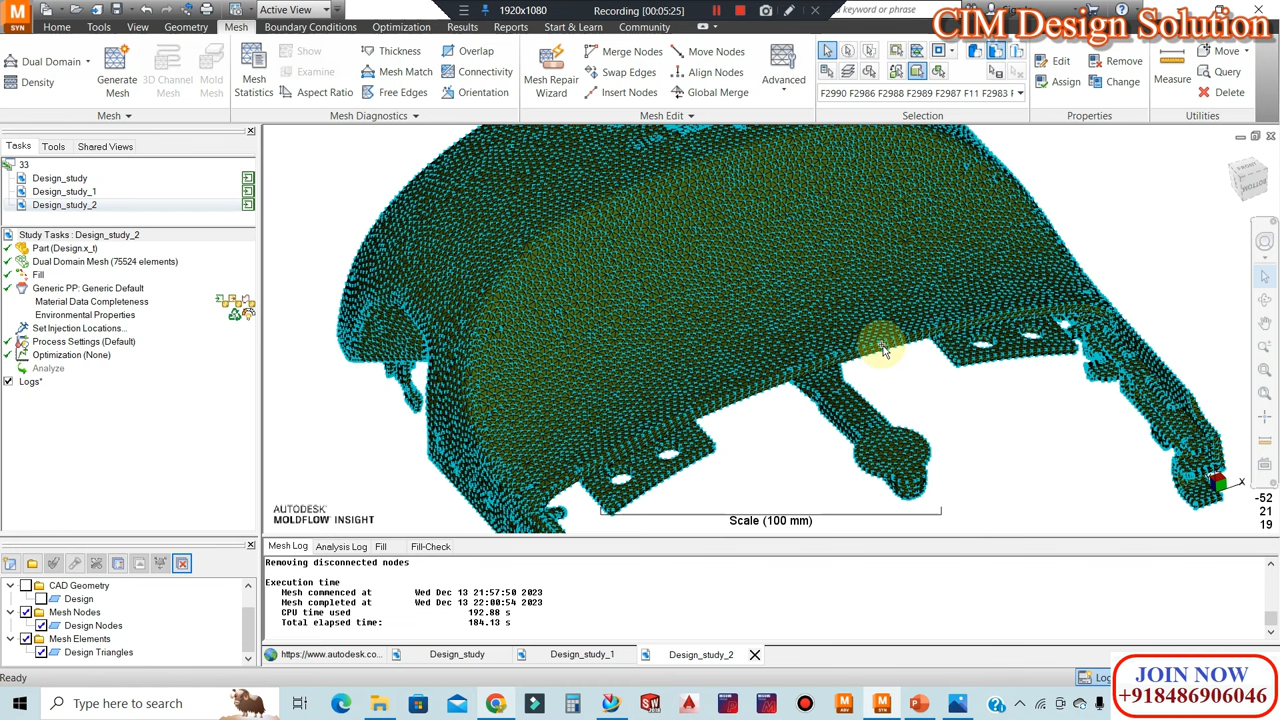 Active View
1920x1080
Recording [00:05:25]
keyword or phrase
CIM Design Solution
SYN
Home Tools View Geometry Mesh Boundary Conditions Optimization Results Reports Start & Learn Community
Dual Domain
Density
Generate Mesh
3D Channel Mesh
Mold Mesh
Mesh
Mesh Statistics
Show
Examine
Aspect Ratio
Thickness
Mesh Match
Free Edges
Overlap
Connectivity
Orientation
Mesh Diagnostics
Mesh Repair Wizard
Merge Nodes
Swap Edges
Insert Nodes
Move Nodes
Align Nodes
Global Merge
Advanced
Mesh Edit
F2990 F2986 F2988 F2989 F2987 F11 F2983 F
Selection
Edit
Assign
Remove
Change
Properties
Measure
Move
Query
Delete
Utilities
Tasks Tools Shared Views
33
Design_study
Design_study_1
Design_study_2
Study Tasks : Design_study_2
Part (Design.x_t)
Dual Domain Mesh (75524 elements)
Fill
Generic PP: Generic Default
Material Data Completeness
Environmental Properties
Set Injection Locations...
Process Settings (Default)
Optimization (None)
Analyze
Logs*
BOTTOM
X
-52
21
19
AUTODESK
MOLDFLOW INSIGHT
Scale (100 mm)
CAD Geometry
Design
Mesh Nodes
Design Nodes
Mesh Elements
Design Triangles
Mesh Log Analysis Log Fill Fill-Check
Removing disconnected nodes
Execution time
Mesh commenced at Wed Dec 13 21:57:50 2023
Mesh completed at Wed Dec 13 22:00:54 2023
CPU time used 192.88 s
Total elapsed time: 184.13 s
https://www.autodesk.co... Design_study Design_study_1 Design_study_2
Ready
JOIN NOW
+918486906046
Type here to search